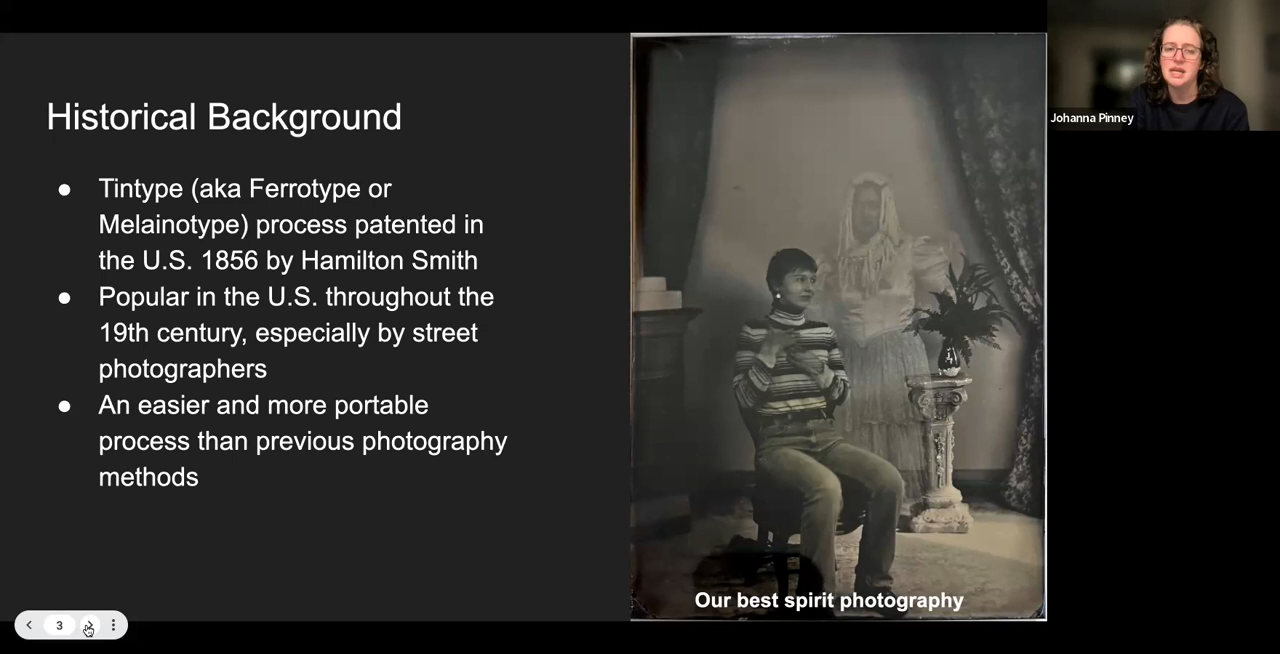 Historical Background
● Tintype (aka Ferrotype or
Melainotype) process patented in
the U.S. 1856 by Hamilton Smith
● Popular in the U.S. throughout the
19th century, especially by street
photographers
● An easier and more portable
process than previous photography
methods
Our best spirit photography
Johanna Pinney
3